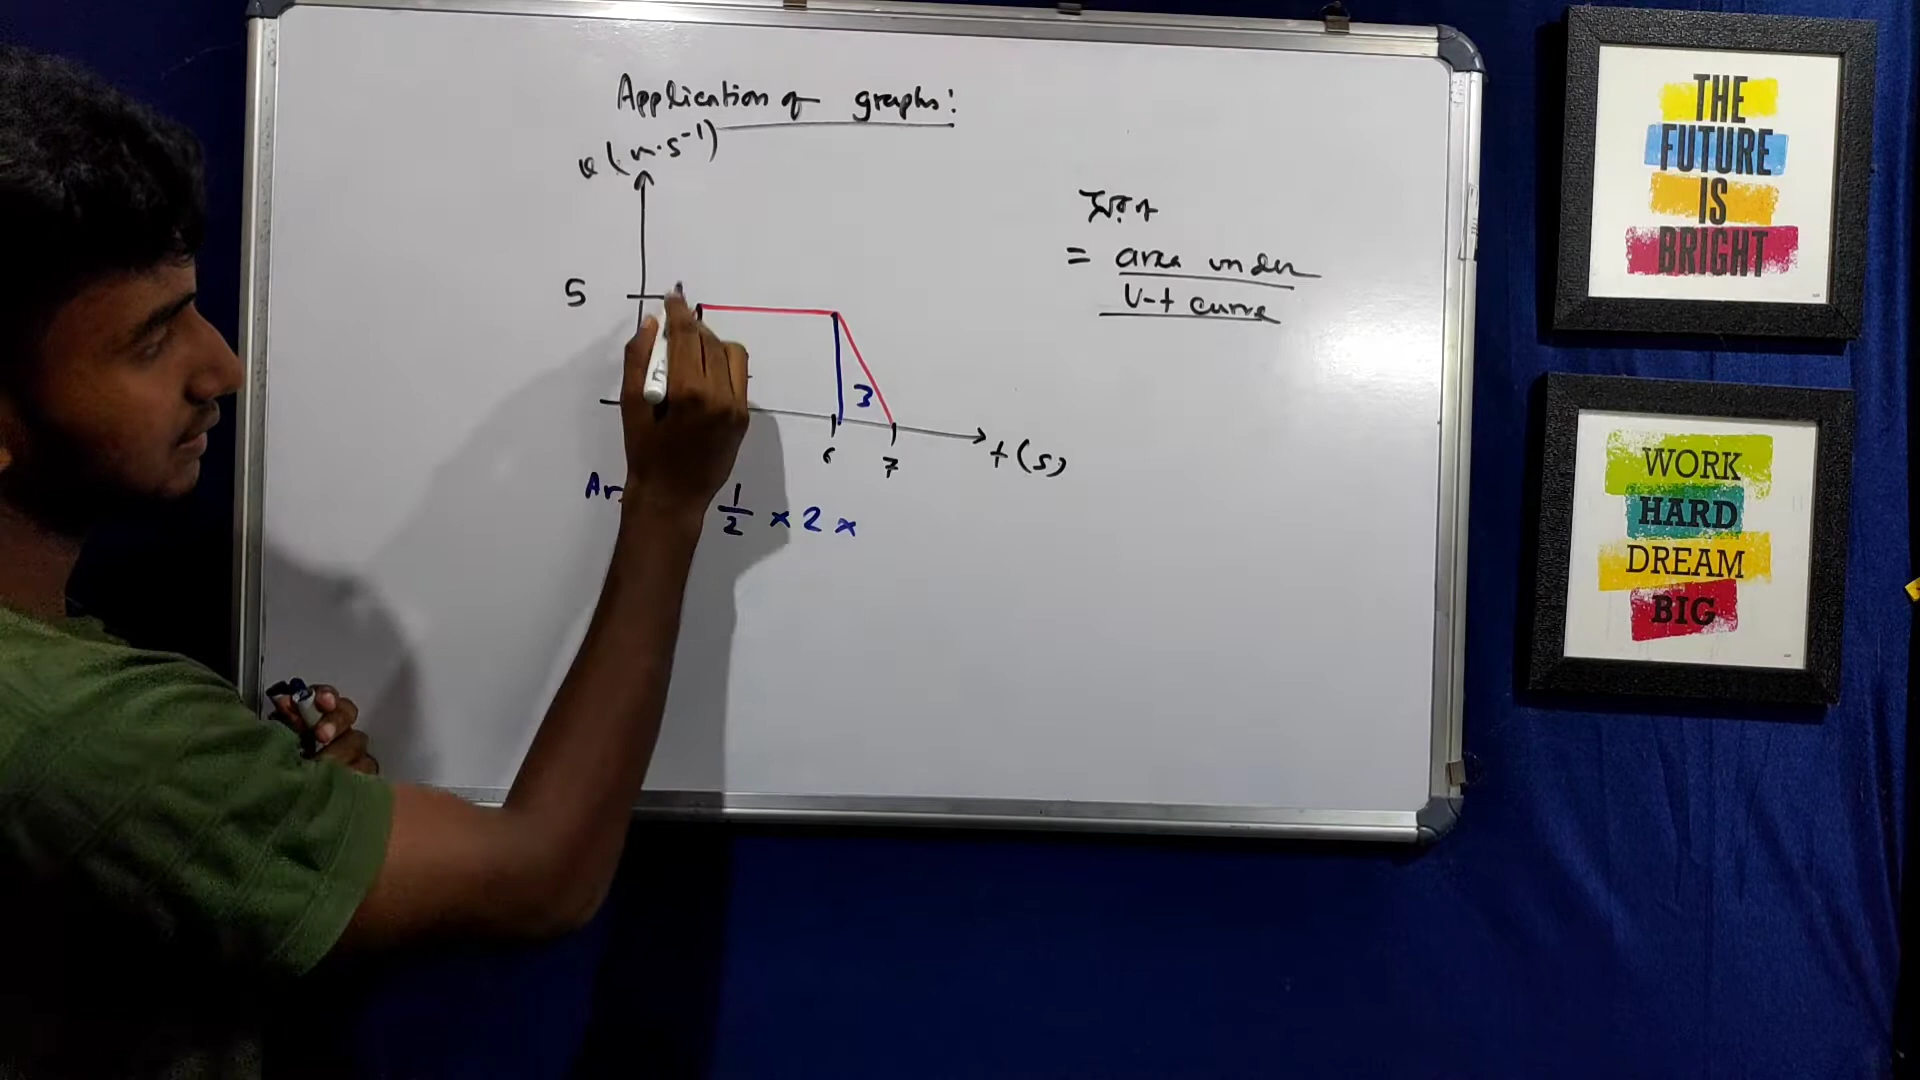 Application of graphs:
v (m.s⁻¹)
5
3
6
7
t (s)
সরণ
= area under
v-t curve
1/2 × 2 ×
THE
FUTURE
IS
BRIGHT
WORK
HARD
DREAM
BIG